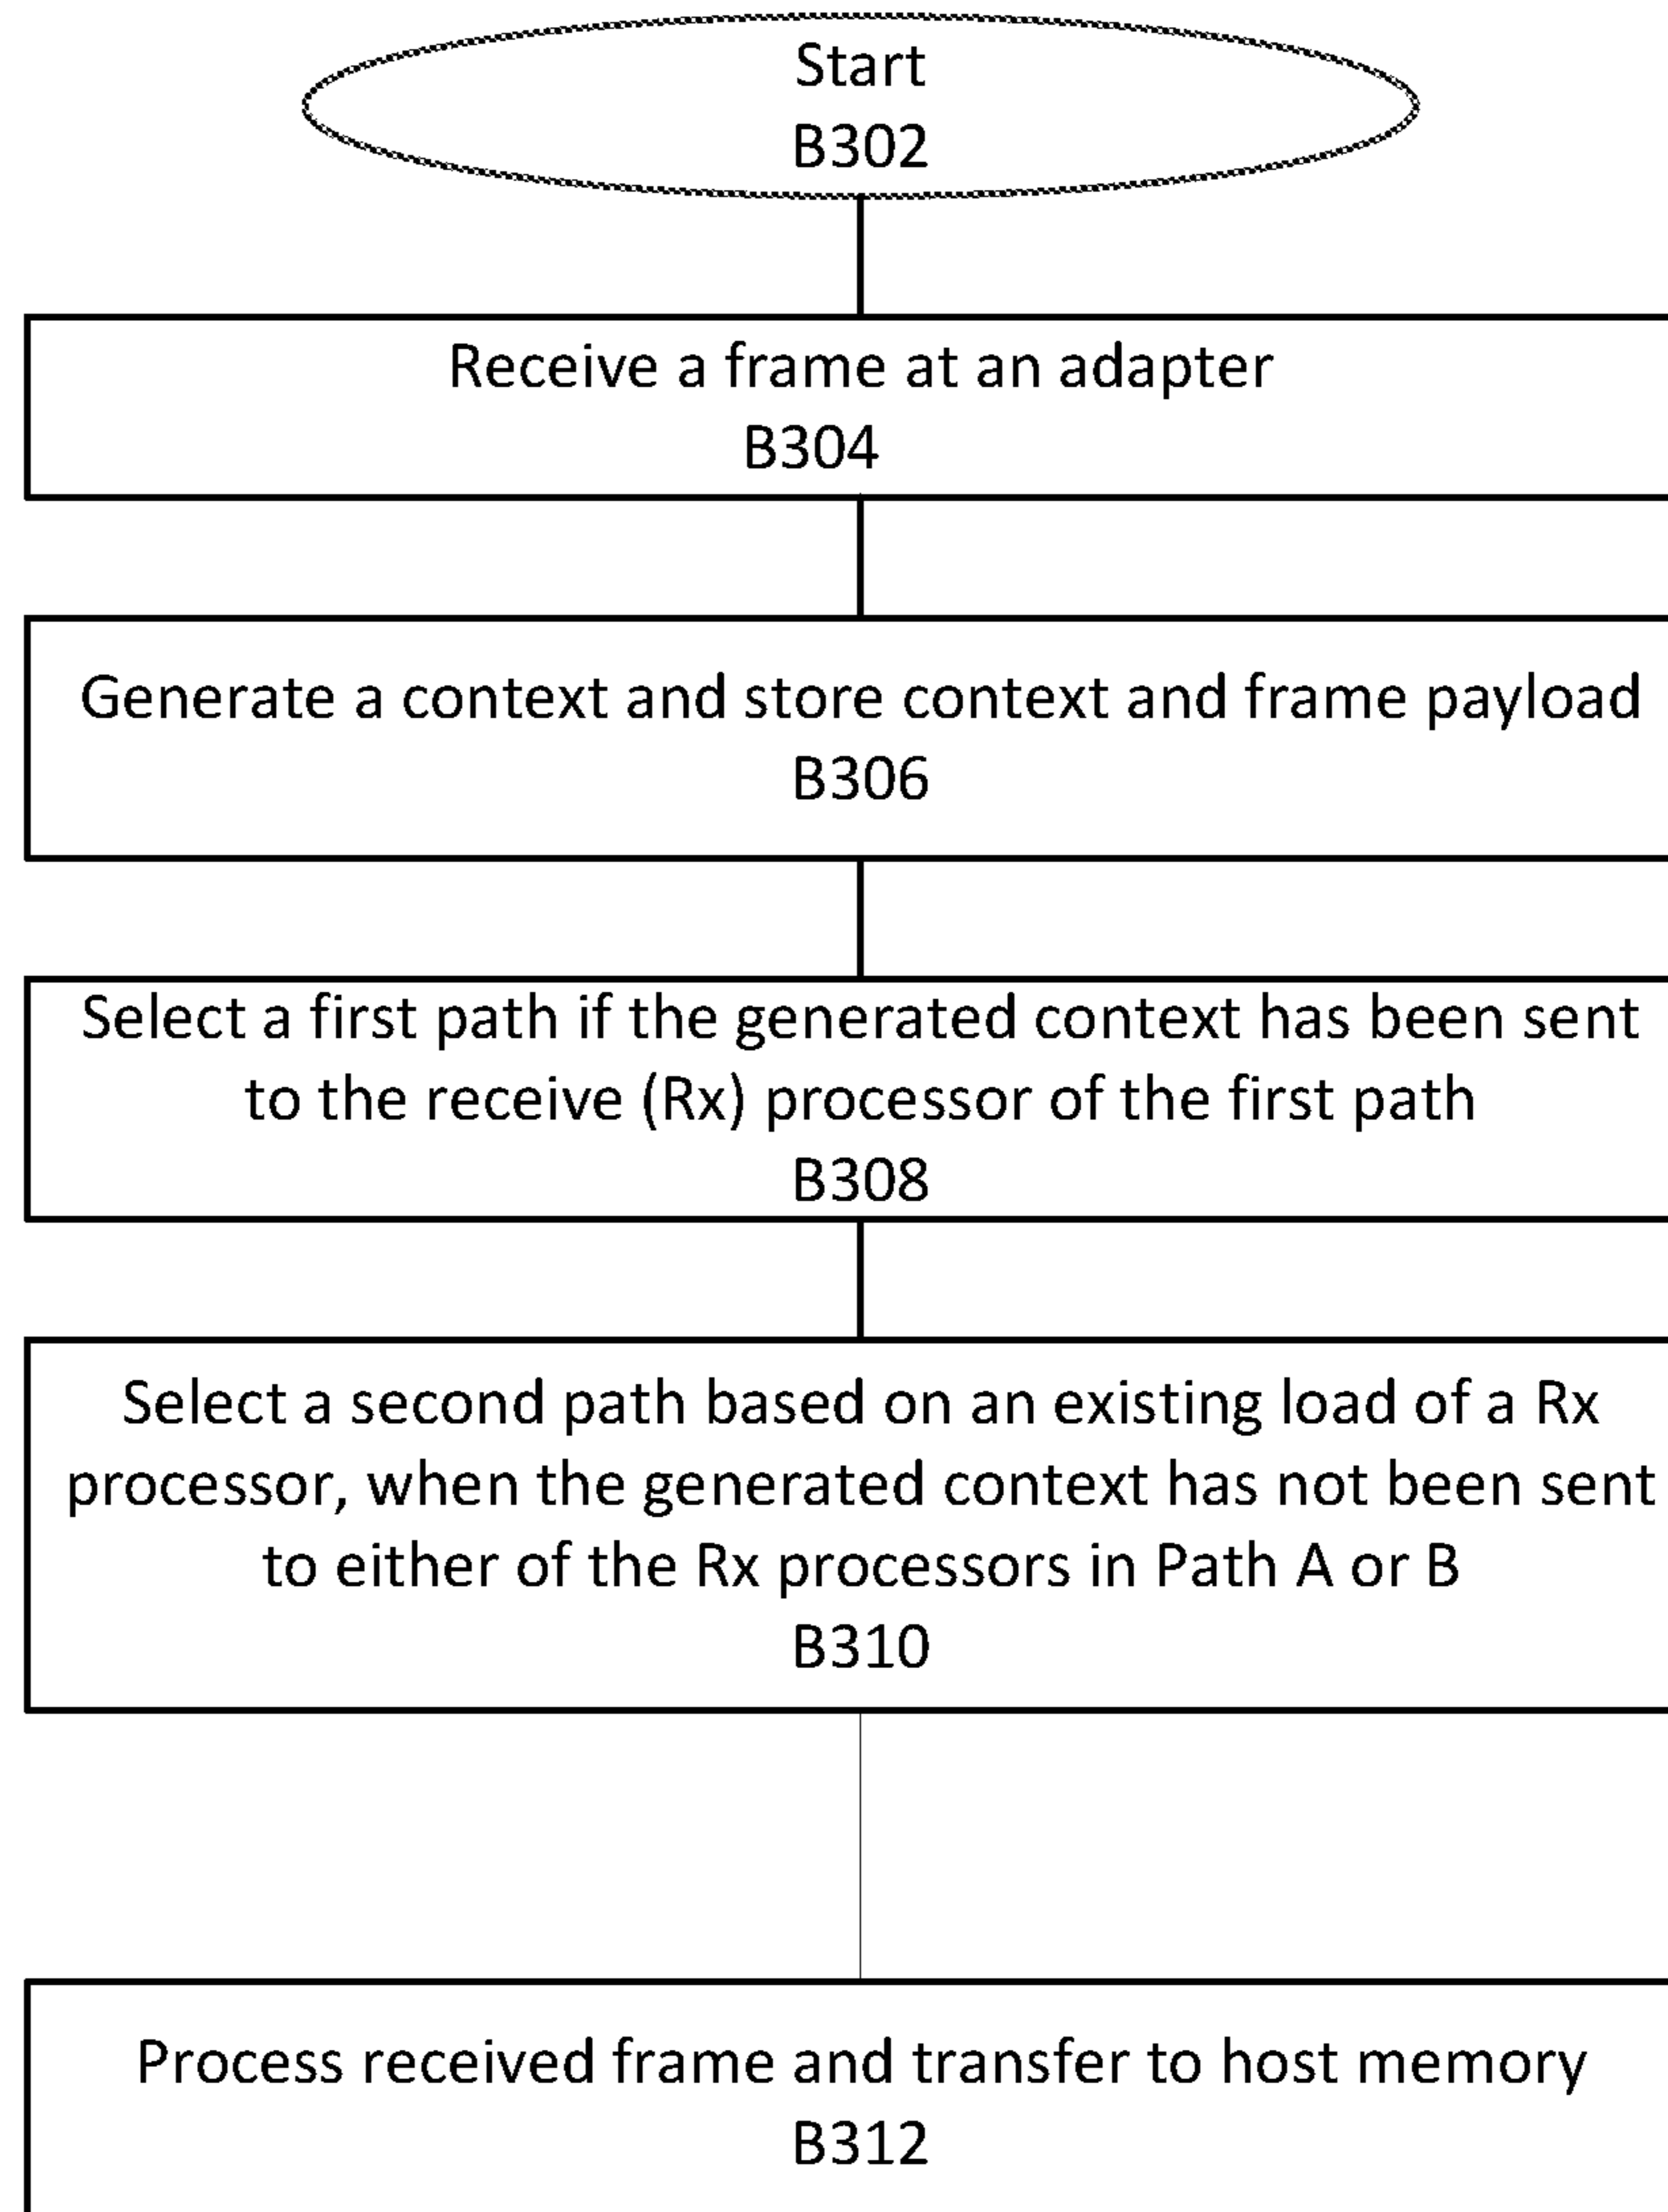 Start
B302
Receive a frame at an adapter
B304
Generate a context and store context and frame payload
B306
Select a first path if the generated context has been sent
to the receive (Rx) processor of the first path
B308
Select a second path based on an existing load of a Rx
processor, when the generated context has not been sent
to either of the Rx processors in Path A or B
B310
Process received frame and transfer to host memory
B312